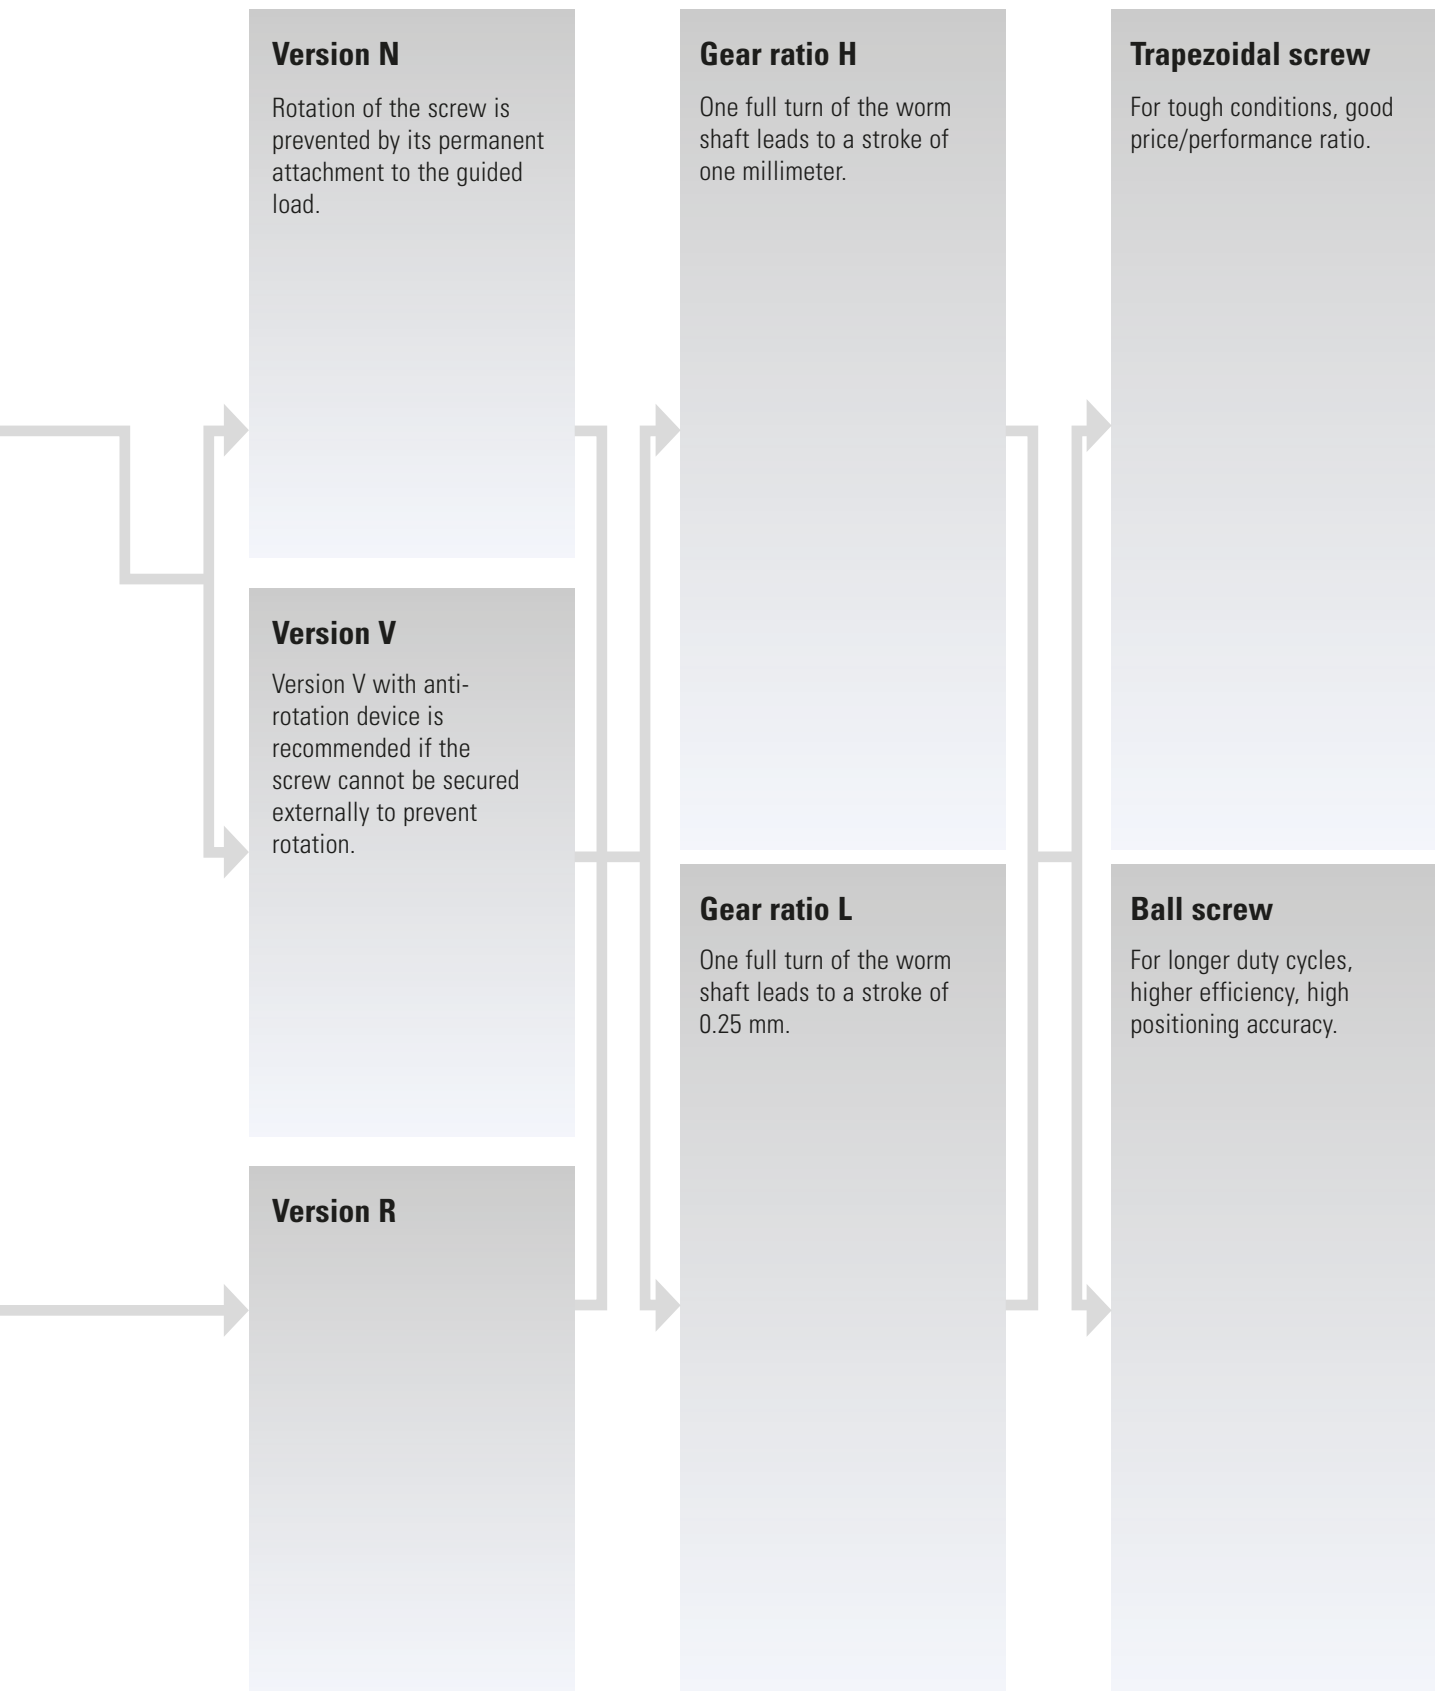 Version N
Rotation of the screw is
prevented by its permanent
attachment to the guided
load.
Version V
Version V with anti-
rotation device is
recommended if the
screw cannot be secured
externally to prevent
rotation.
Version R
Gear ratio H
One full turn of the worm
shaft leads to a stroke of
one millimeter.
Gear ratio L
One full turn of the worm
shaft leads to a stroke of
0.25 mm.
Trapezoidal screw
For tough conditions, good
price/performance ratio.
Ball screw
For longer duty cycles,
higher efficiency, high
positioning accuracy.